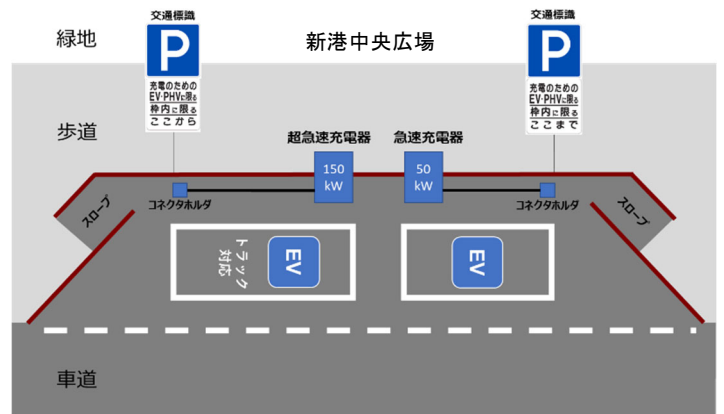 緑地
新港中央広場
交通標識
P
充電のための
EV・PHVに限る
枠内に限る
ここから
交通標識
P
充電のための
EV・PHVに限る
枠内に限る
ここまで
歩道
超急速充電器
150
kW
急速充電器
50
kW
スロープ
コネクタホルダ
コネクタホルダ
スロープ
トラック
対応
EV
EV
車道